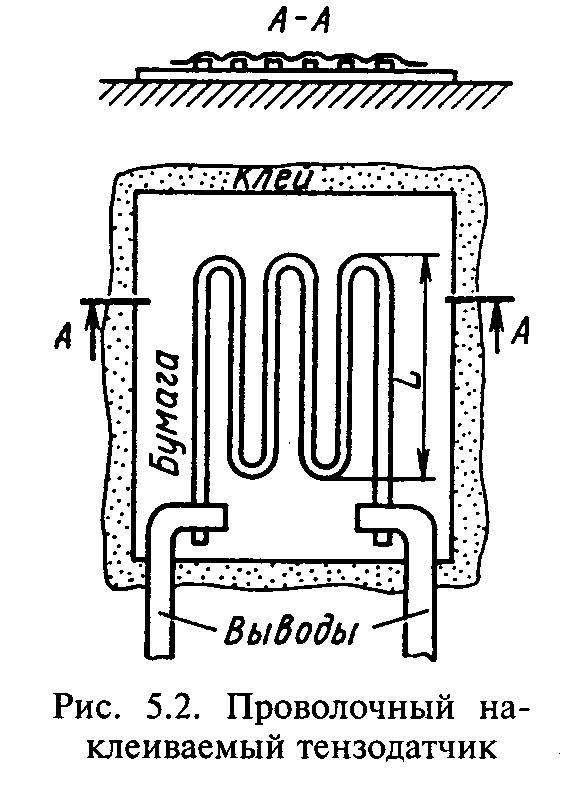 А-А
Клей
А
А
Бумага
L
Выводы
Рис. 5.2. Проволочный на-
клеиваемый тензодатчик